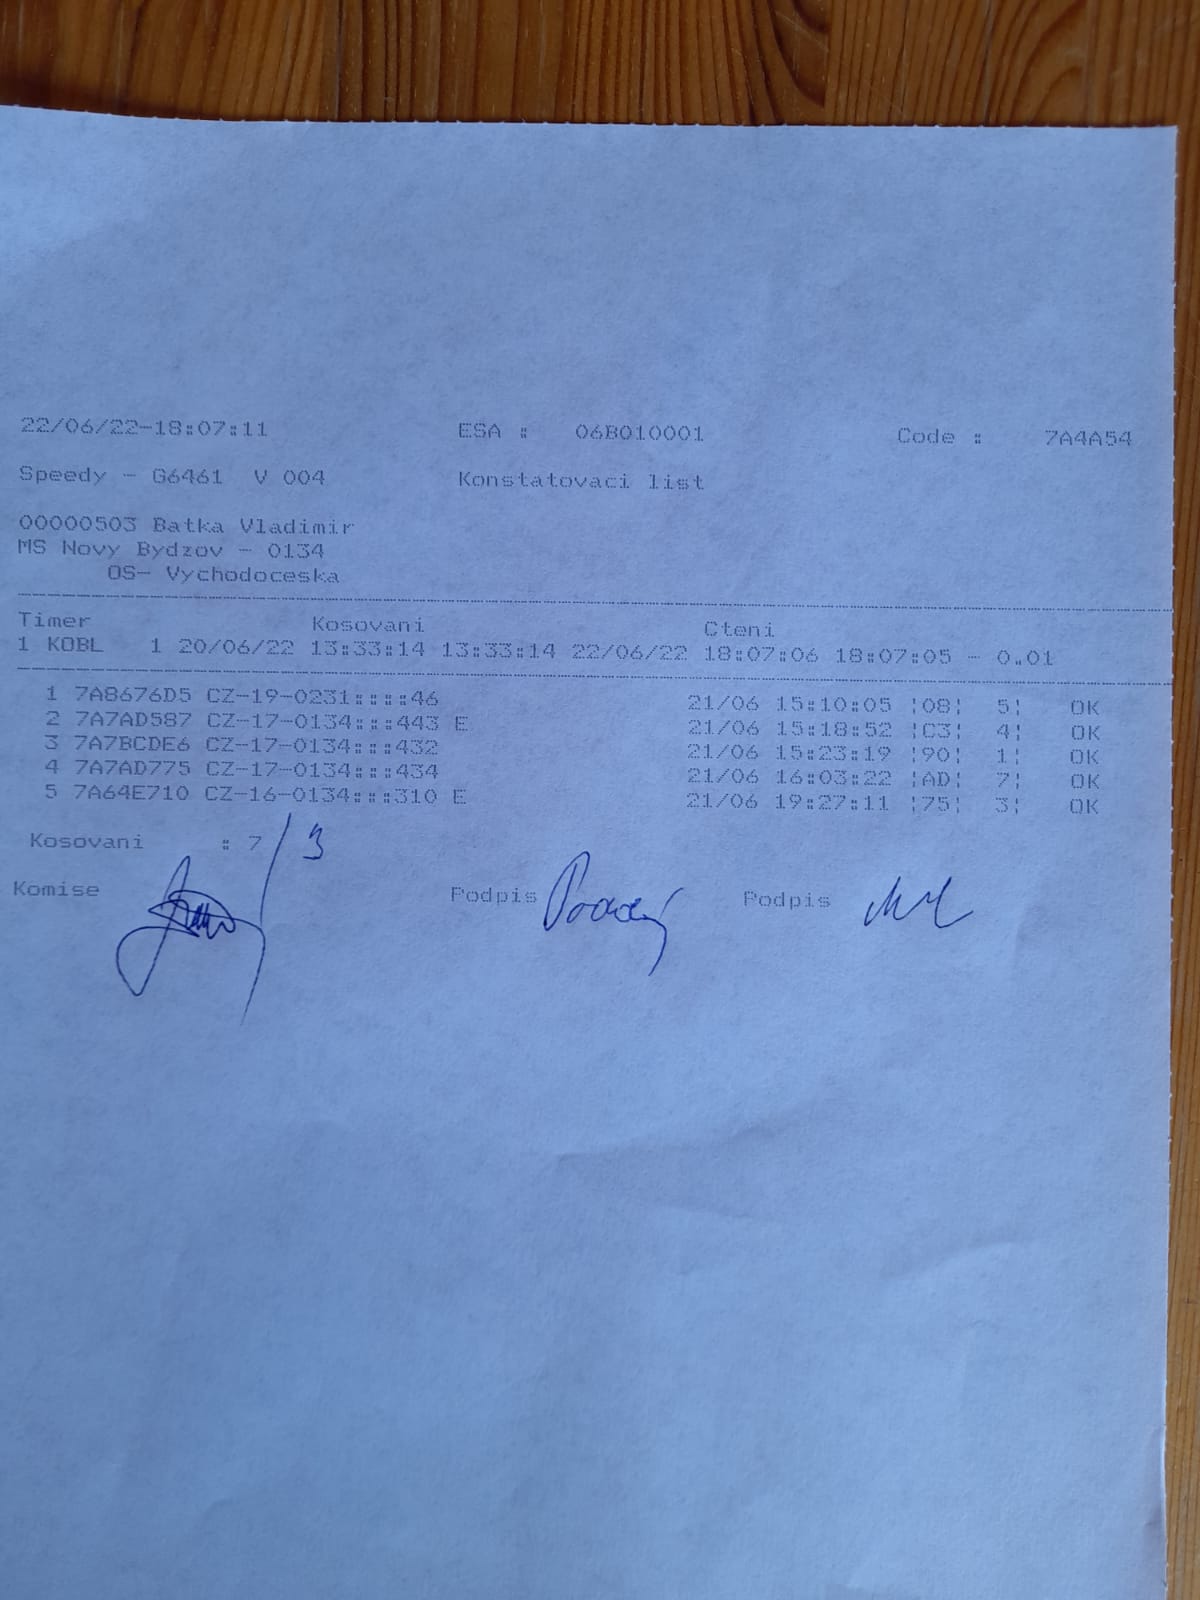 22/06/22-18:07:11 ESA : 06B010001 Code : 7A4A54
Speedy - G6461 V 004 Konstatovaci list
00000503 Batka Vladimir
MS Novy Bydzov - 0134
OS- Vychodoceska
Timer Kosovani Cteni
1 KOBL 1 20/06/22 13:33:14 13:33:14 22/06/22 18:07:06 18:07:05 - 0.01
1 7A8676D5 CZ-19-0231::::46 21/06 15:10:05 ¦08¦ 5¦ OK
2 7A7AD587 CZ-17-0134:::443 E 21/06 15:18:52 ¦C3¦ 4¦ OK
3 7A7BCDE6 CZ-17-0134:::432 21/06 15:23:19 ¦90¦ 1¦ OK
4 7A7AD775 CZ-17-0134:::434 21/06 16:03:22 ¦AD¦ 7¦ OK
5 7A64E710 CZ-16-0134:::310 E 21/06 19:27:11 ¦75¦ 3¦ OK
Kosovani : 7 / 3
Komise Podpis Podpis